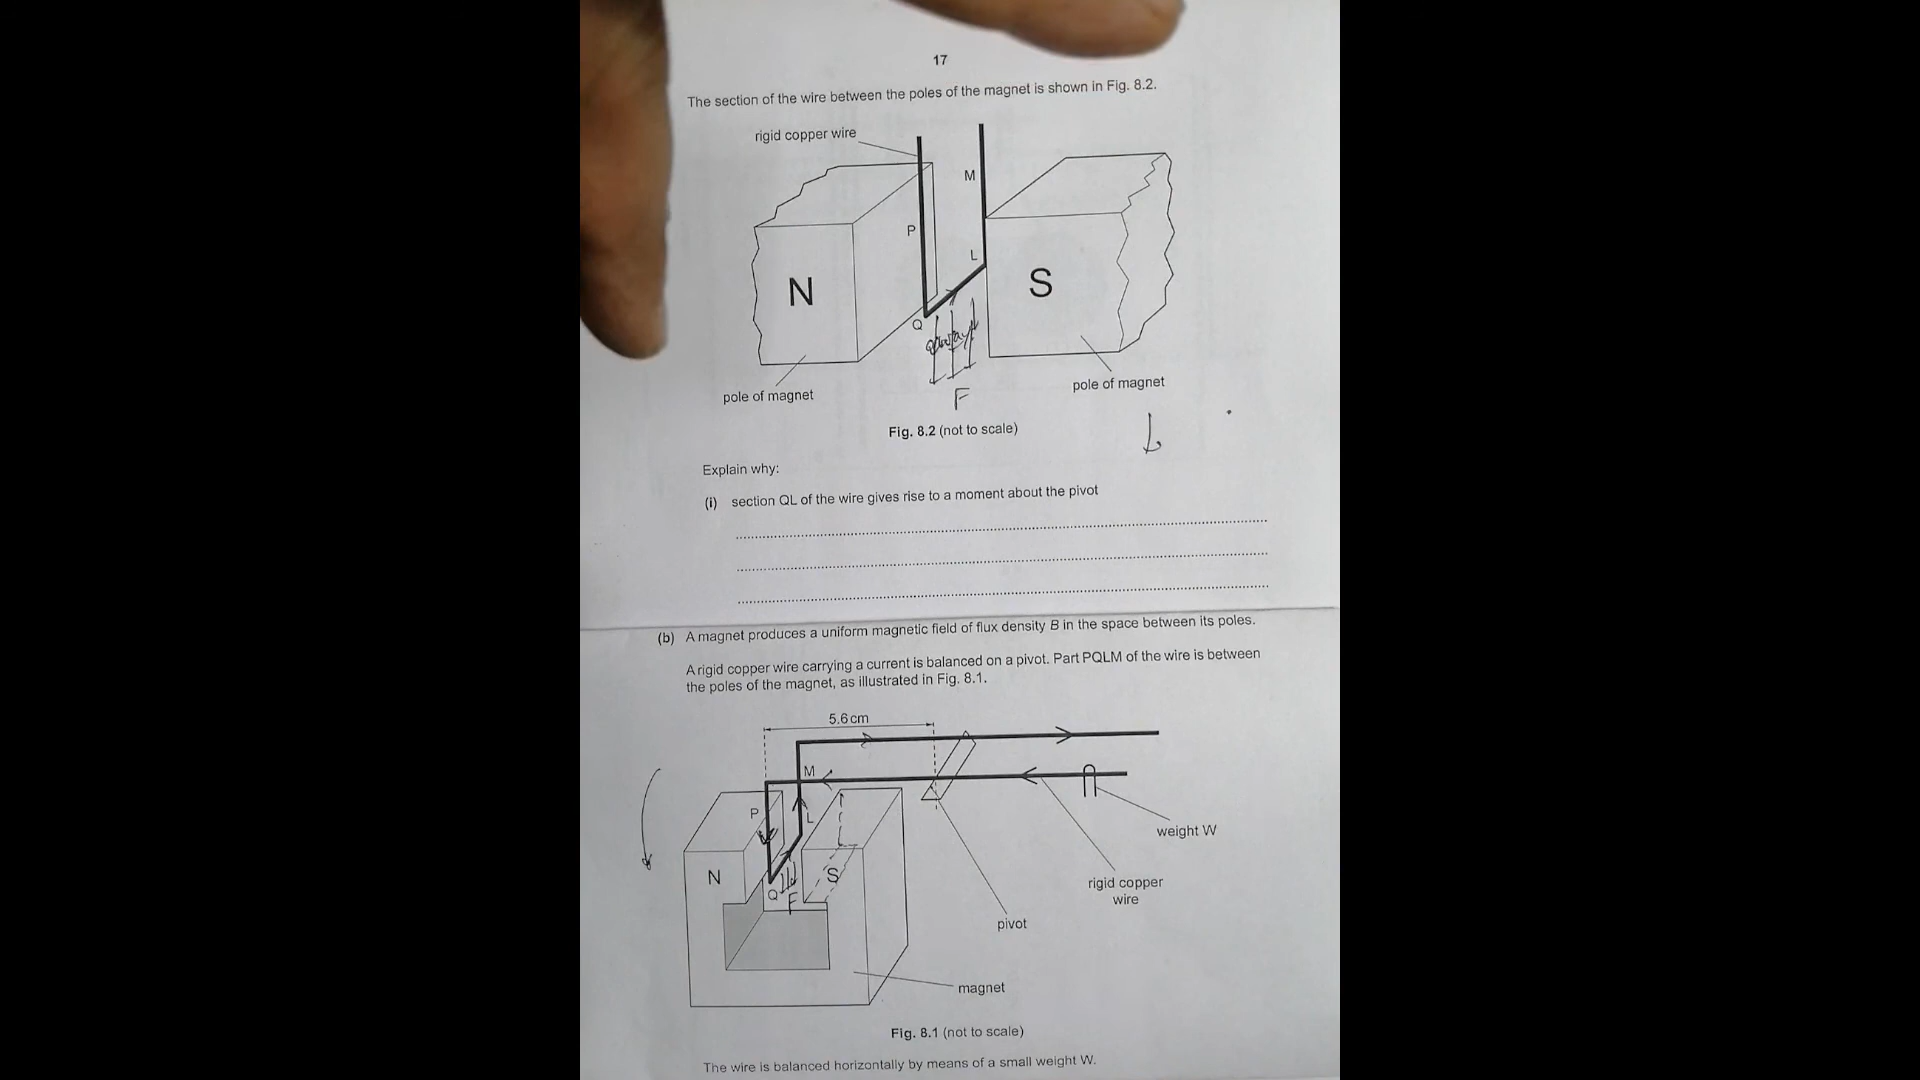 17
The section of the wire between the poles of the magnet is shown in Fig. 8.2.
rigid copper wire
M
P
L
N
S
Q
pole of magnet
pole of magnet
F
Fig. 8.2 (not to scale)
Explain why:
(i) section QL of the wire gives rise to a moment about the pivot
(b) A magnet produces a uniform magnetic field of flux density B in the space between its poles.
A rigid copper wire carrying a current is balanced on a pivot. Part PQLM of the wire is between
the poles of the magnet, as illustrated in Fig. 8.1.
5.6 cm
M
P
L
weight W
N
S
Q
F
rigid copper
wire
pivot
magnet
Fig. 8.1 (not to scale)
The wire is balanced horizontally by means of a small weight W.